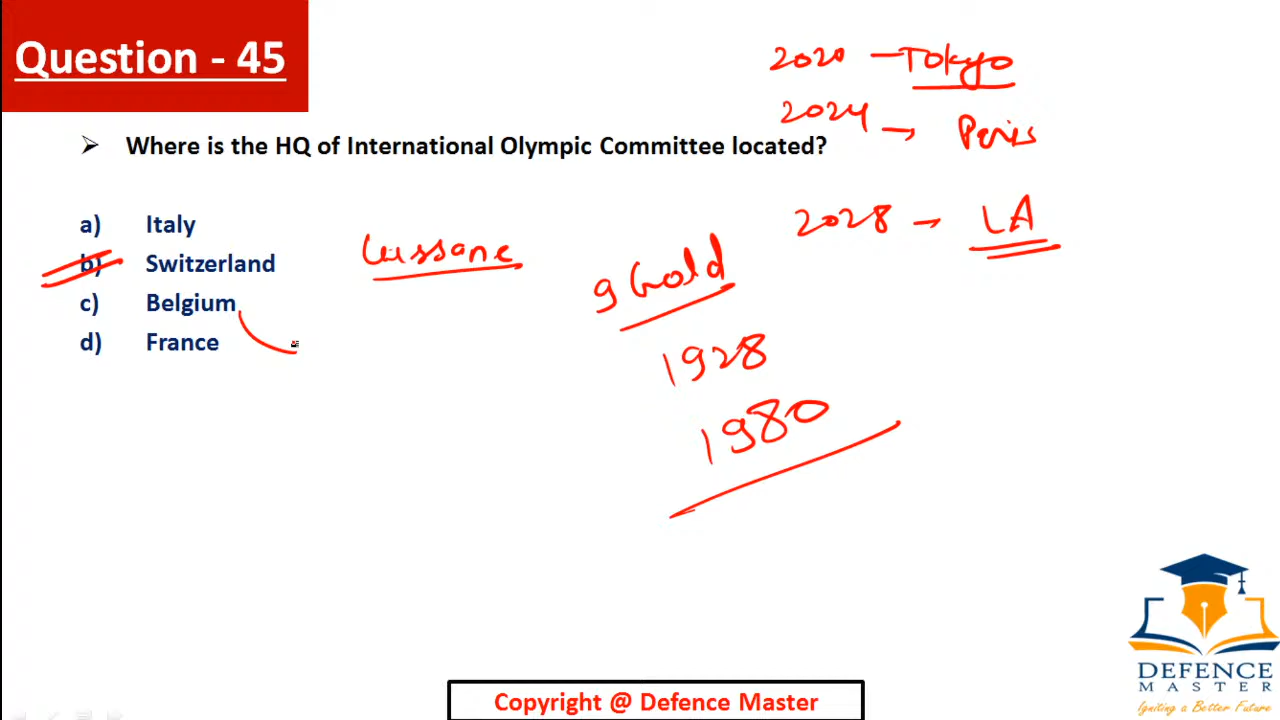 Question - 45
2020 - Tokyo
2024 → Peris
Where is the HQ of International Olympic Committee located?
2028 → LA
a) Italy
b) Switzerland
Lussane
c) Belgium
d) France
9 Gold
1928
1980
DEFENCE
MASTER
Igniting a Better Future
Copyright @ Defence Master